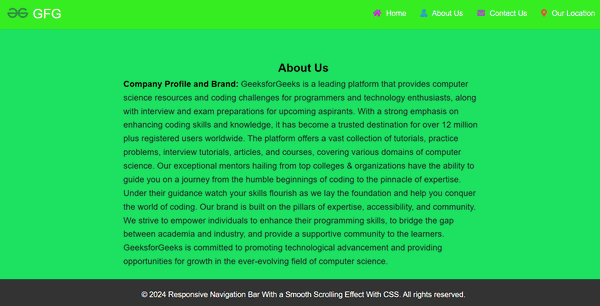 GFG Home About Us Contact Us Our Location
About Us
Company Profile and Brand: GeeksforGeeks is a leading platform that provides computer
science resources and coding challenges for programmers and technology enthusiasts, along
with interview and exam preparations for upcoming aspirants. With a strong emphasis on
enhancing coding skills and knowledge, it has become a trusted destination for over 12 million
plus registered users worldwide. The platform offers a vast collection of tutorials, practice
problems, interview tutorials, articles, and courses, covering various domains of computer
science. Our exceptional mentors hailing from top colleges & organizations have the ability to
guide you on a journey from the humble beginnings of coding to the pinnacle of expertise.
Under their guidance watch your skills flourish as we lay the foundation and help you conquer
the world of coding. Our brand is built on the pillars of expertise, accessibility, and community.
We strive to empower individuals to enhance their programming skills, to bridge the gap
between academia and industry, and provide a supportive community to the learners.
GeeksforGeeks is committed to promoting technological advancement and providing
opportunities for growth in the ever-evolving field of computer science.
© 2024 Responsive Navigation Bar With a Smooth Scrolling Effect With CSS. All rights reserved.